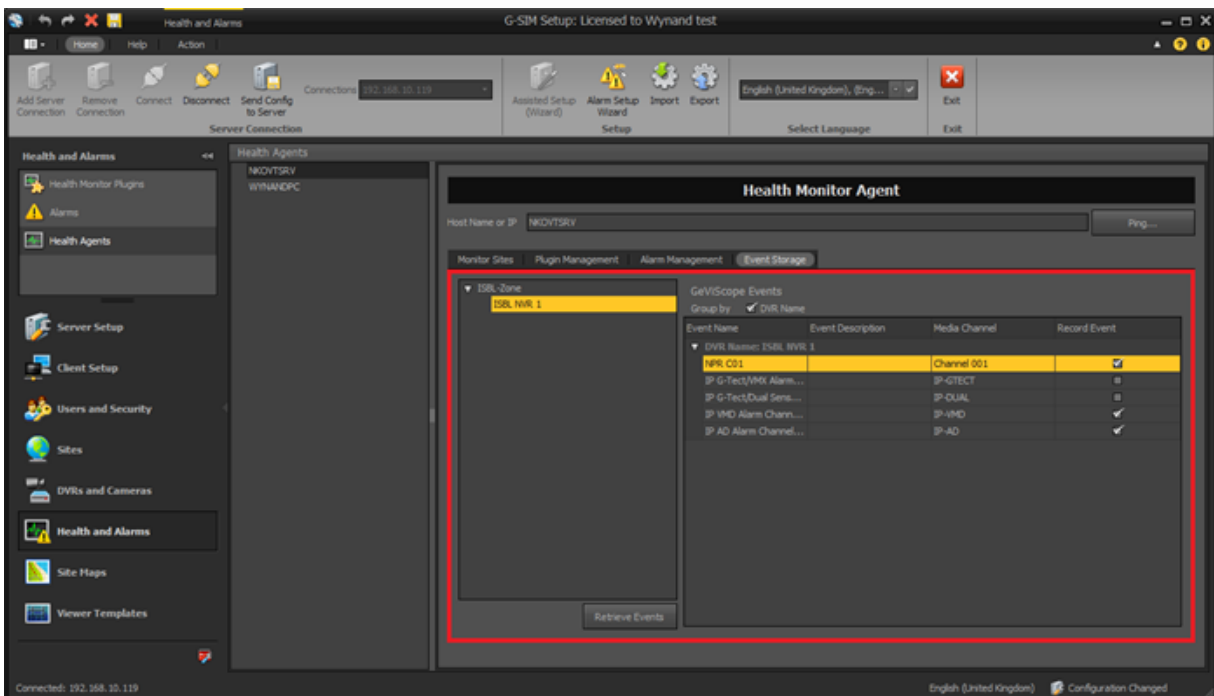 Health and Alarms
G-SIM Setup: Licensed to Wynand test
Home Help Action
Add Server Connection
Remove Connection
Connect
Disconnect
Send Config to Server
Connections 192.168.10.119
Server Connection
Assisted Setup (Wizard)
Alarm Setup Wizard
Import
Export
Setup
English (United Kingdom), (Eng...
Select Language
Exit
Exit
Health and Alarms
Health Monitor Plugins
Alarms
Health Agents
Server Setup
Client Setup
Users and Security
Sites
DVRs and Cameras
Health and Alarms
Site Maps
Viewer Templates
Health Agents
NKOVTSRV
WYNANDPC
Health Monitor Agent
Host Name or IP NKOVTSRV Ping...
Monitor Sites Plugin Management Alarm Management Event Storage
ISBL-Zone
ISBL NVR 1
Retrieve Events
GeViScope Events
Group by DVR Name
Event Name Event Description Media Channel Record Event
DVR Name: ISBL NVR 1
NPR C01 Channel 001
IP G-Tect/VMX Alarm... IP-GTECT
IP G-Tect/Dual Sens... IP-DUAL
IP VMD Alarm Chann... IP-VMD
IP AD Alarm Channel... IP-AD
Connected: 192.168.10.119
English (United Kingdom) Configuration Changed